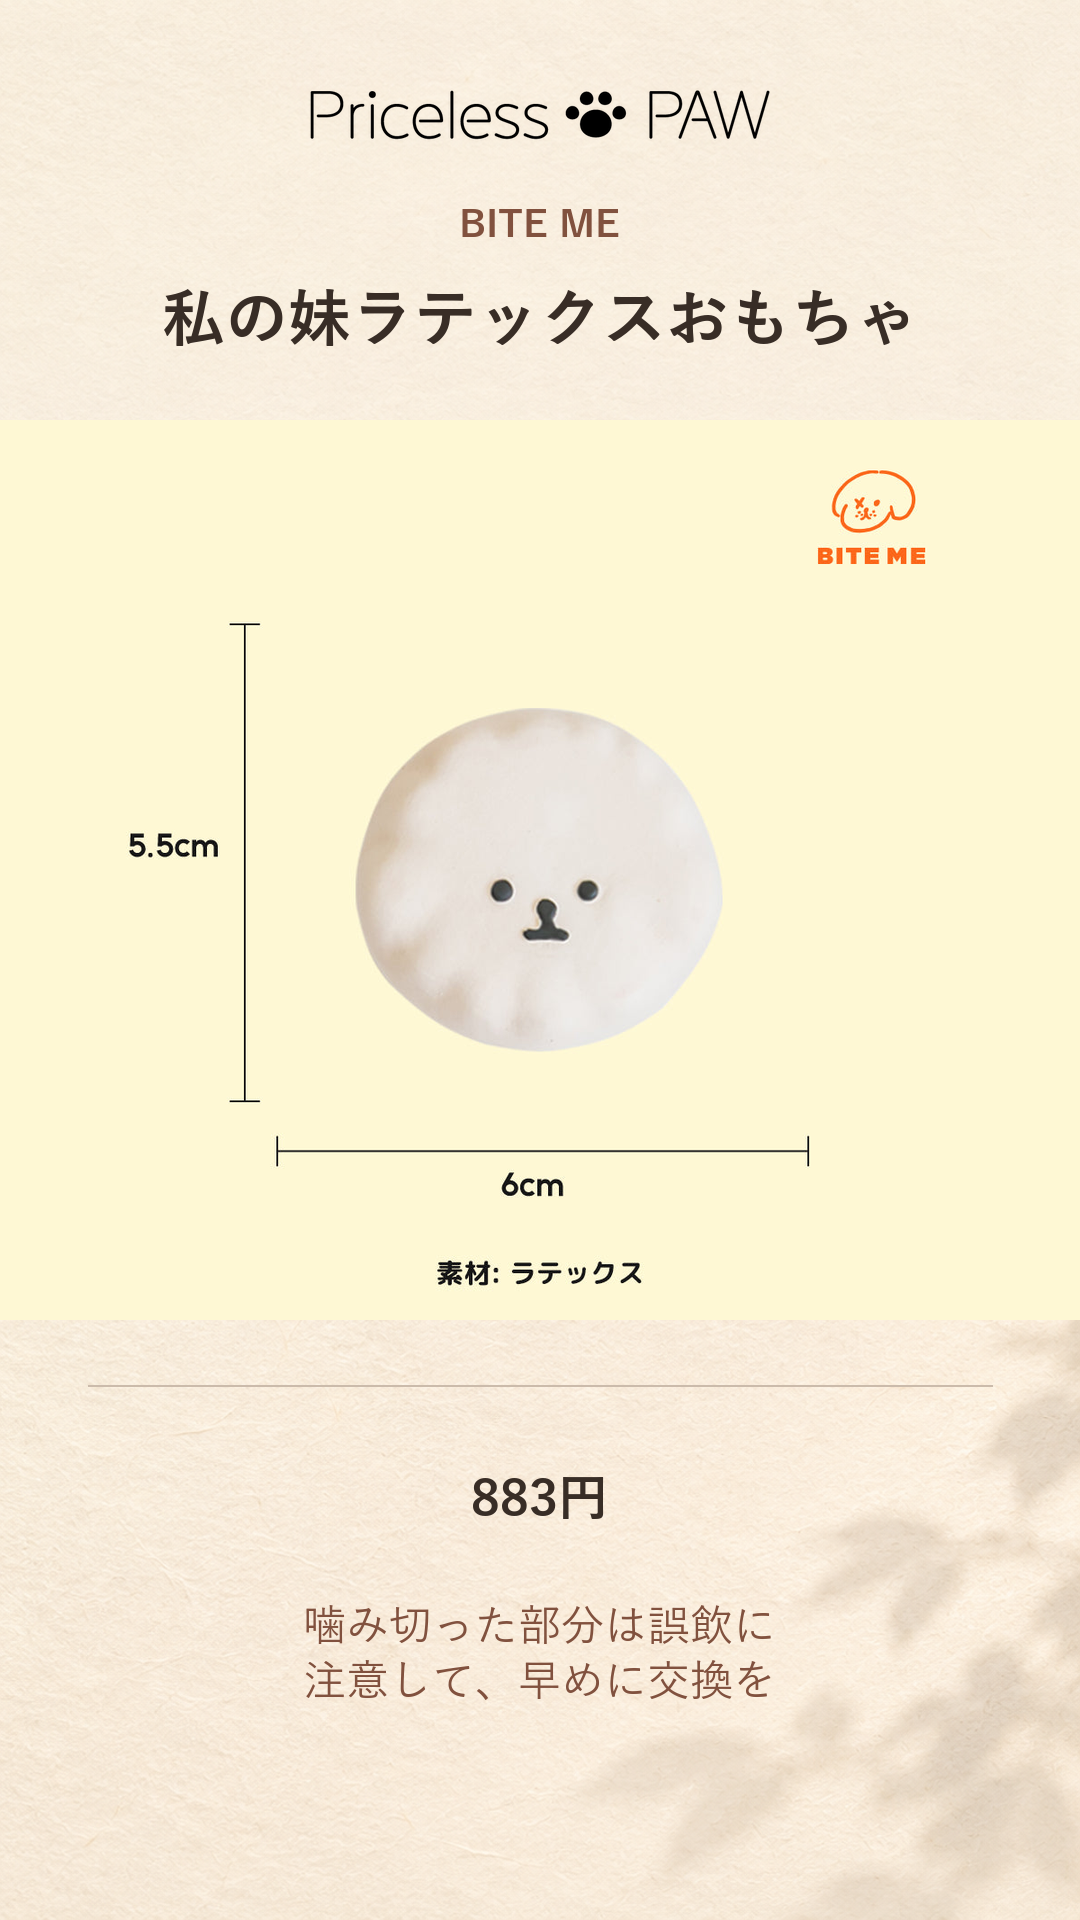 Priceless PAW
BITE ME
私の妹ラテックスおもちゃ
BITE ME
5.5cm
6cm
素材: ラテックス
883円
噛み切った部分は誤飲に
注意して、早めに交換を